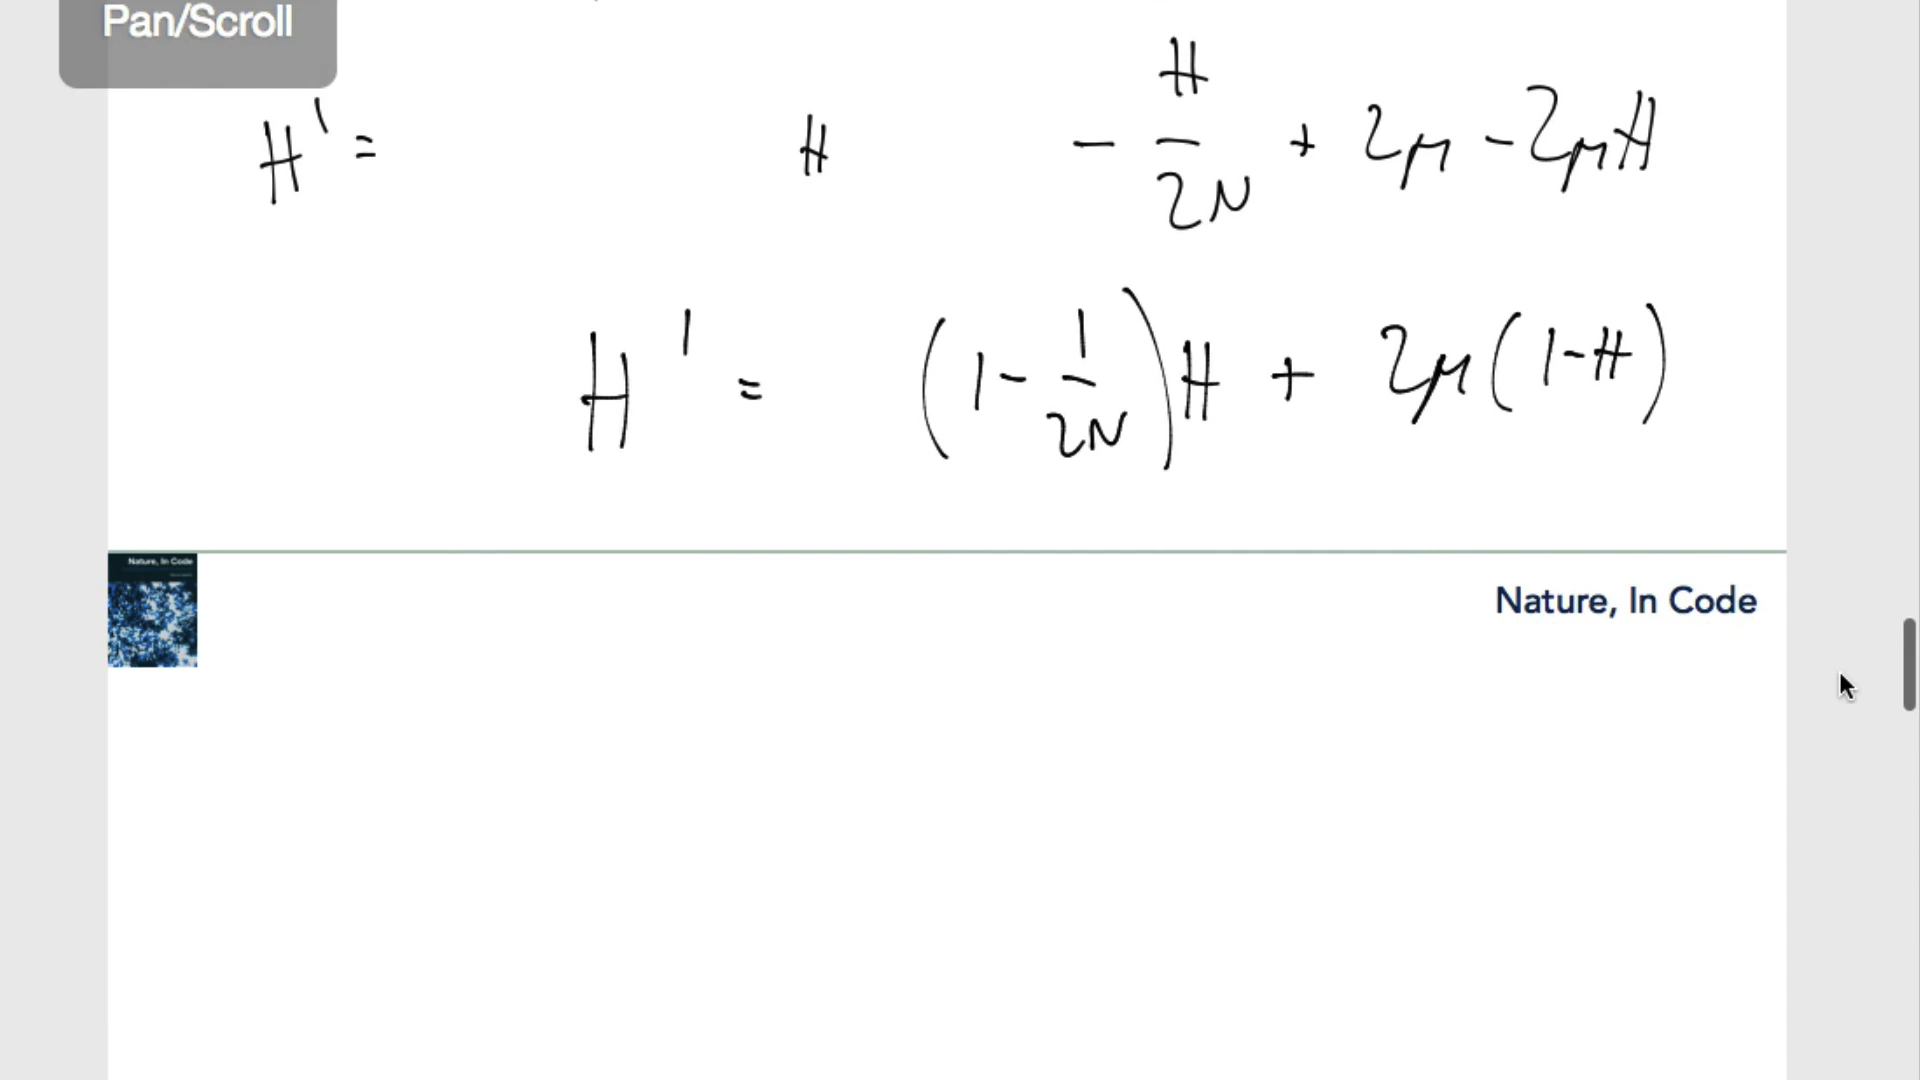 Pan/Scroll
H' = H - H/2N + 2μ - 2μH
H' = (1 - 1/2N)H + 2μ(1-H)
Nature, In Code
Nature, In Code